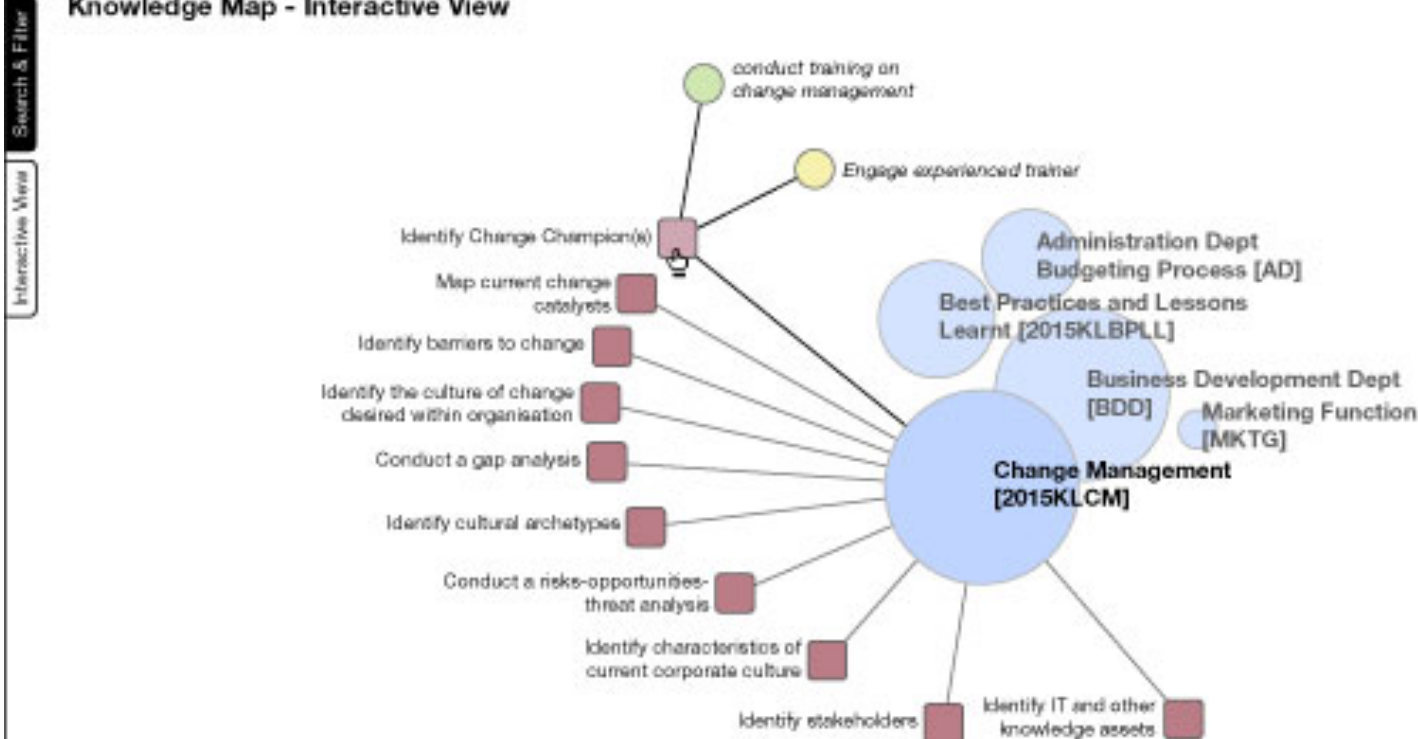 Knowledge Map - Interactive View
Search & Filter
Interactive View
conduct training on
change management
Engage experienced trainer
Identify Change Champion(s)
Map current change
catalysts
Identify barriers to change
Identify the culture of change
desired within organisation
Conduct a gap analysis
Identify cultural archetypes
Conduct a risks-opportunities-
threat analysis
Identify characteristics of
current corporate culture
Identify stakeholders
Identify IT and other
knowledge assets
Administration Dept
Budgeting Process [AD]
Best Practices and Lessons
Learnt [2015KLBPLL]
Business Development Dept
[BDD]
Marketing Function
[MKTG]
Change Management
[2015KLCM]